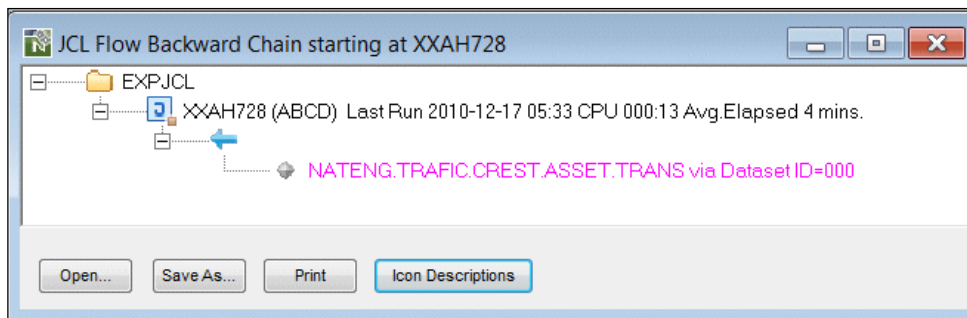 JCL Flow Backward Chain starting at XXAH728
EXPJCL
XXAH728 (ABCD) Last Run 2010-12-17 05:33 CPU 000:13 Avg.Elapsed 4 mins.
NATENG.TRAFIC.CREST.ASSET.TRANS via Dataset ID=000
Open... Save As... Print Icon Descriptions